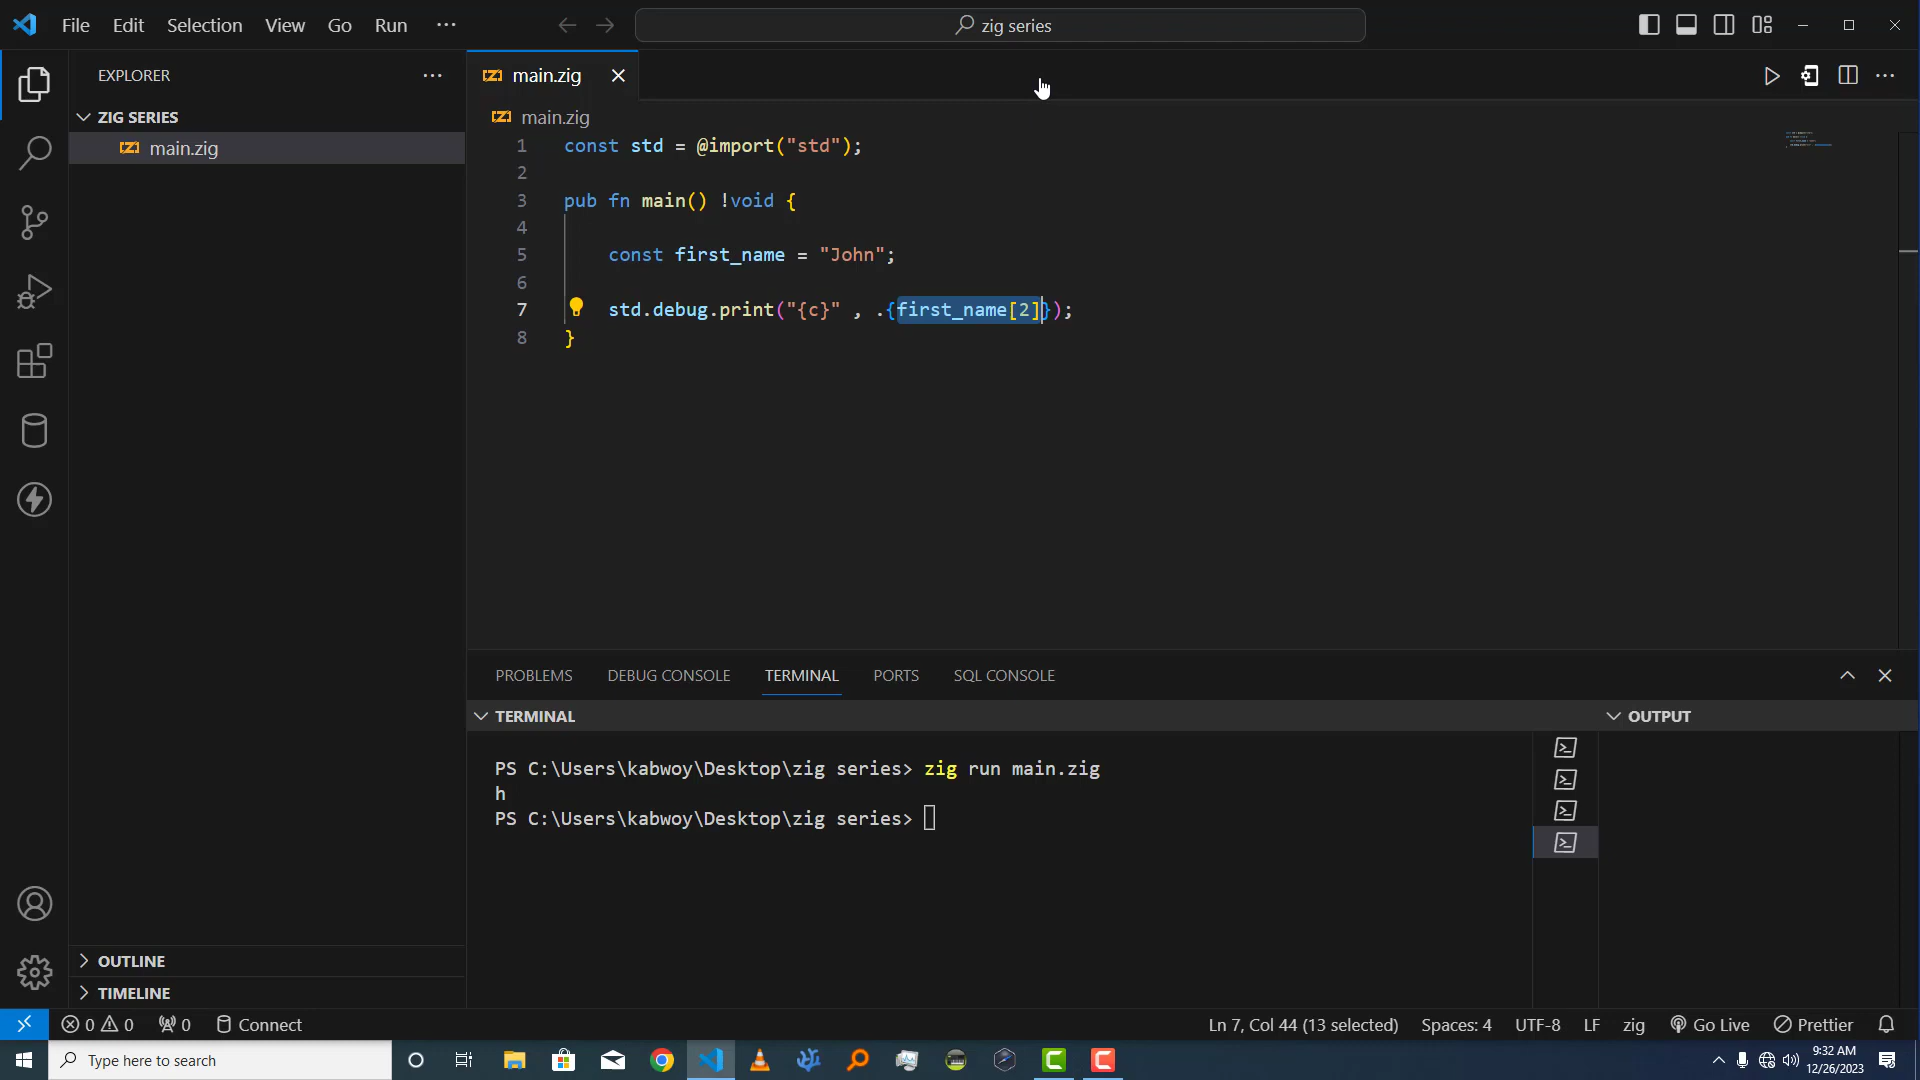 File Edit Selection View Go Run ···
zig series
EXPLORER
ZIG SERIES
main.zig
OUTLINE
TIMELINE
main.zig
main.zig
1 const std = @import("std");
2
3 pub fn main() !void {
4
5 const first_name = "John";
6
7 std.debug.print("{c}" , .{first_name[2]});
8 }
PROBLEMS DEBUG CONSOLE TERMINAL PORTS SQL CONSOLE
TERMINAL
OUTPUT
PS C:\Users\kabwoy\Desktop\zig series> zig run main.zig
h
PS C:\Users\kabwoy\Desktop\zig series>
0 0 0 Connect Ln 7, Col 44 (13 selected) Spaces: 4 UTF-8 LF zig Go Live Prettier
Type here to search
9:32 AM
12/26/2023